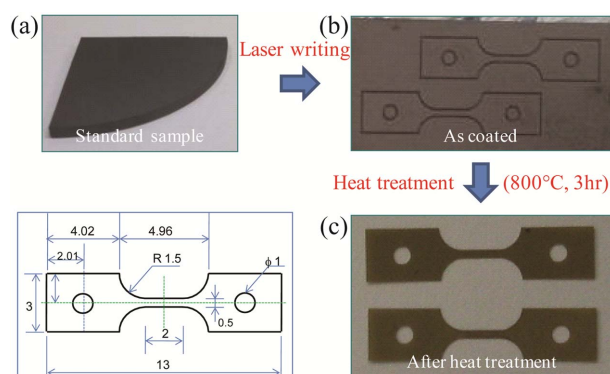 (a)
Laser writing
(b)
Standard sample
As coated
Heat treatment
(800°C, 3hr)
(c)
4.02
4.96
2.01
R 1.5
ϕ1
3
0.5
2
13
After heat treatment